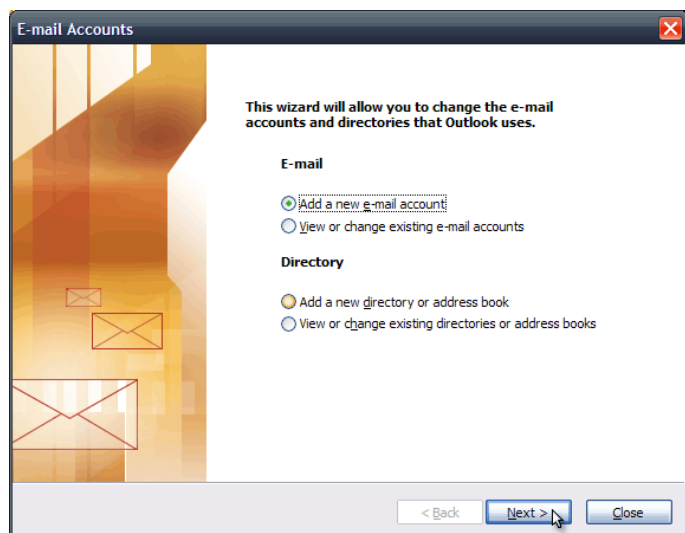 E-mail Accounts
This wizard will allow you to change the e-mail
accounts and directories that Outlook uses.
E-mail
Add a new e-mail account
View or change existing e-mail accounts
Directory
Add a new directory or address book
View or change existing directories or address books
< Back Next > Close